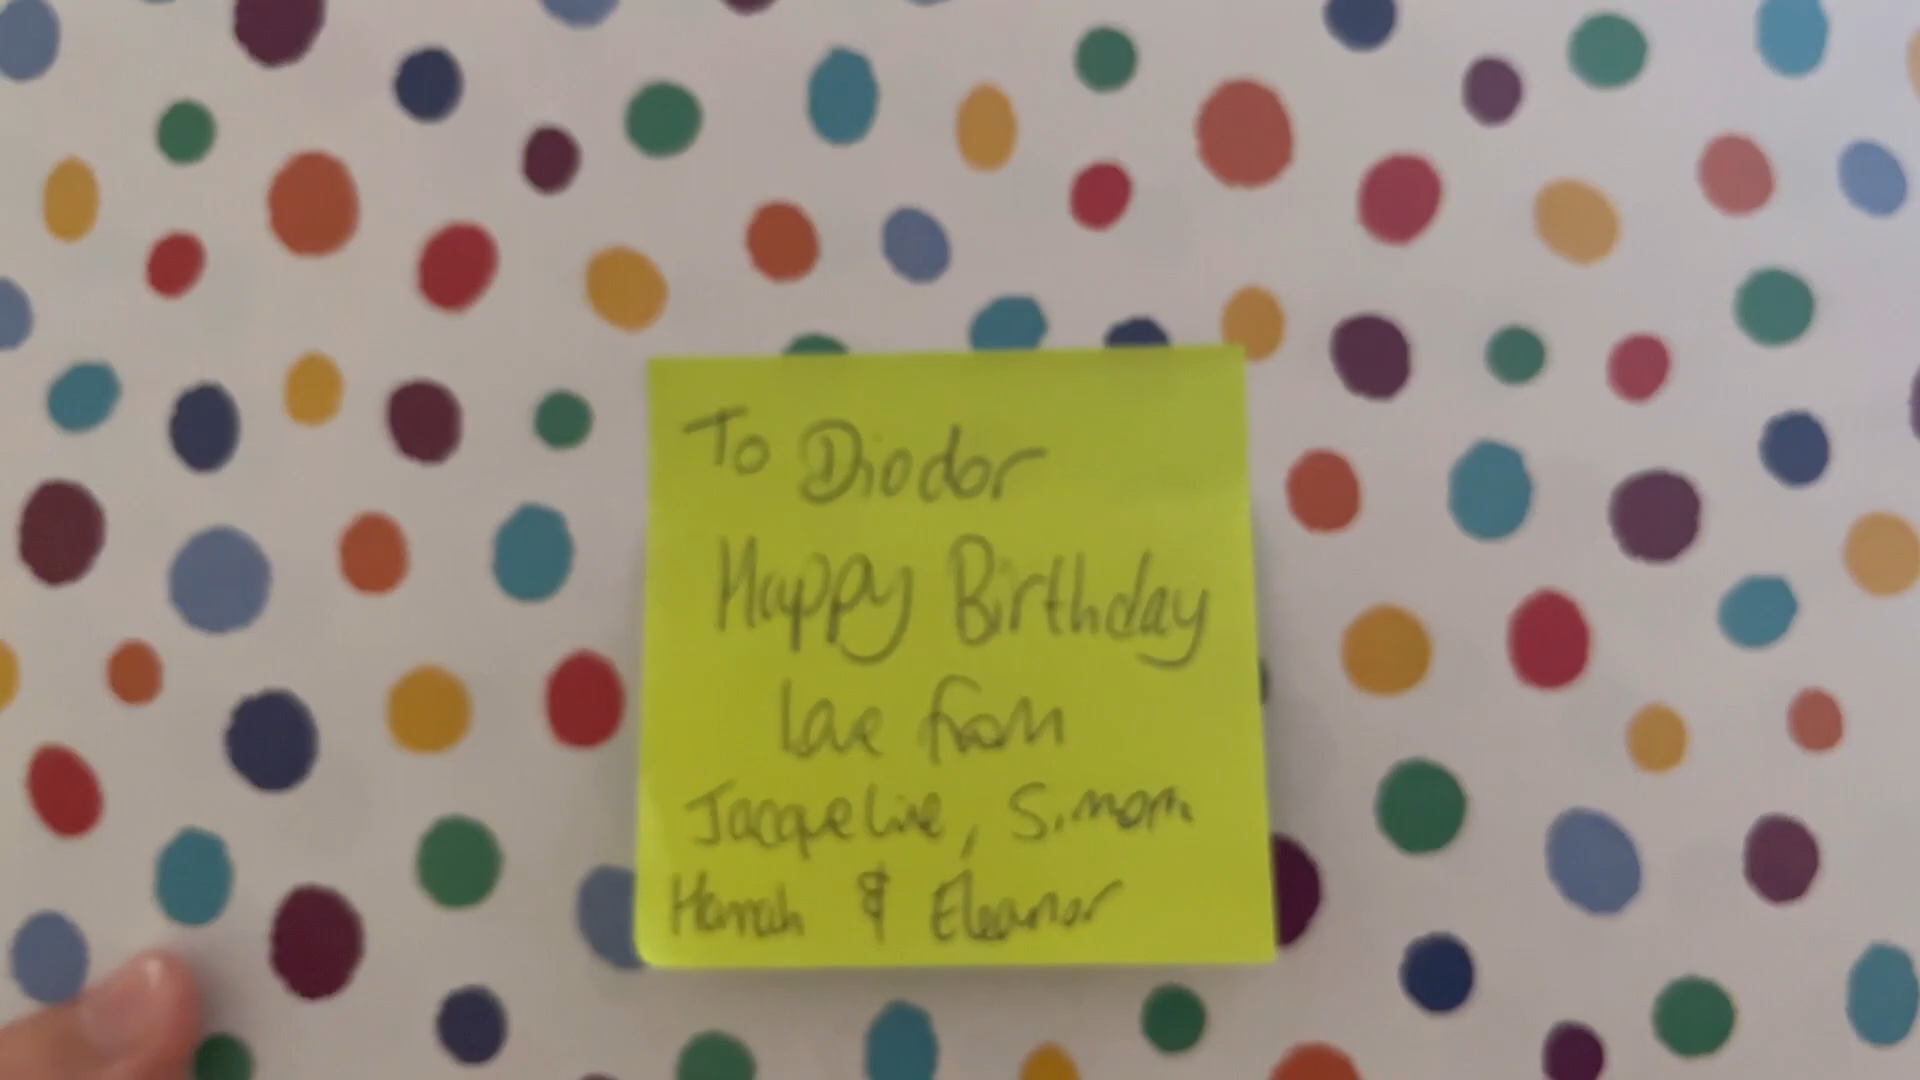 To Diodor
Happy Birthday
Love from
Jacqueline, Simon
Hannah & Eleanor